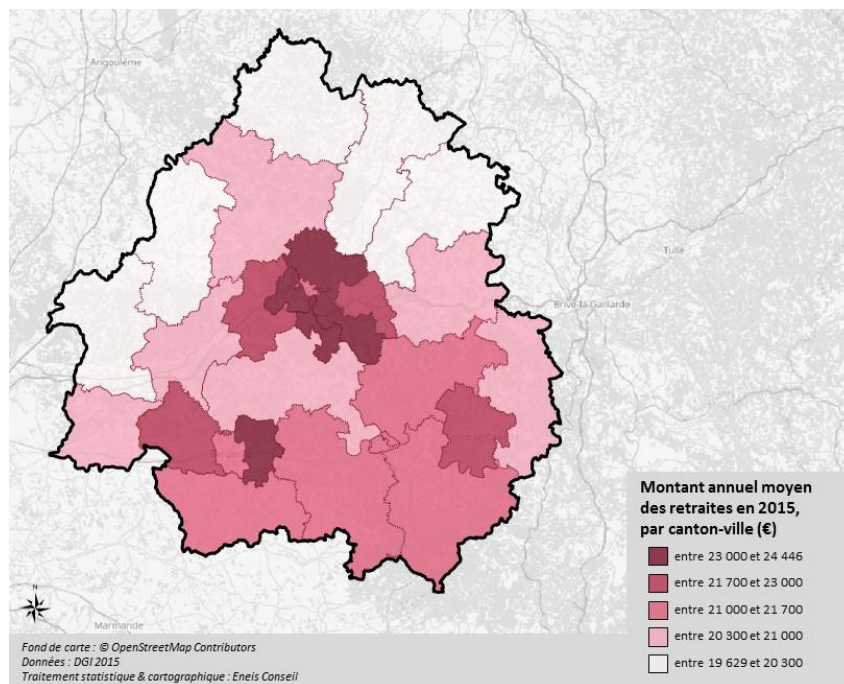 Angoulême
Tulle
Brive-la-Gaillarde
Marmande
N
Montant annuel moyen
des retraites en 2015,
par canton-ville (€)
entre 23 000 et 24 446
entre 21 700 et 23 000
entre 21 000 et 21 700
entre 20 300 et 21 000
entre 19 629 et 20 300
Fond de carte : © OpenStreetMap Contributors
Données : DGI 2015
Traitement statistique & cartographique : Eneis Conseil